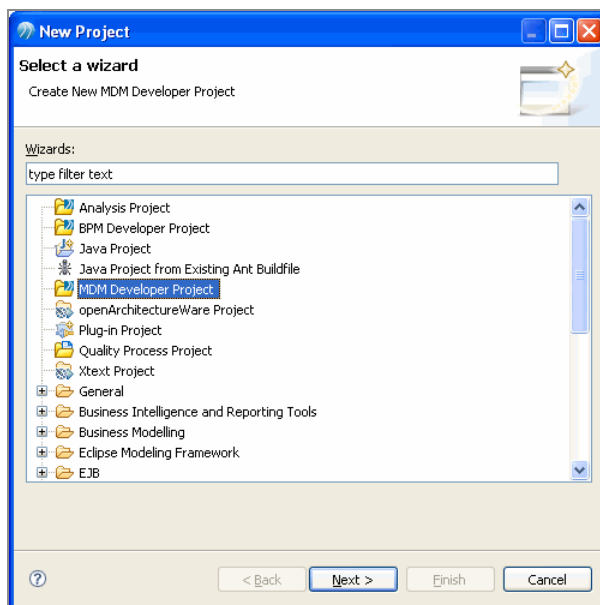 New Project
Select a wizard
Create New MDM Developer Project
Wizards:
type filter text
Analysis Project
BPM Developer Project
Java Project
Java Project from Existing Ant Buildfile
MDM Developer Project
openArchitectureWare Project
Plug-in Project
Quality Process Project
Xtext Project
General
Business Intelligence and Reporting Tools
Business Modelling
Eclipse Modeling Framework
EJB
? < Back Next > Finish Cancel